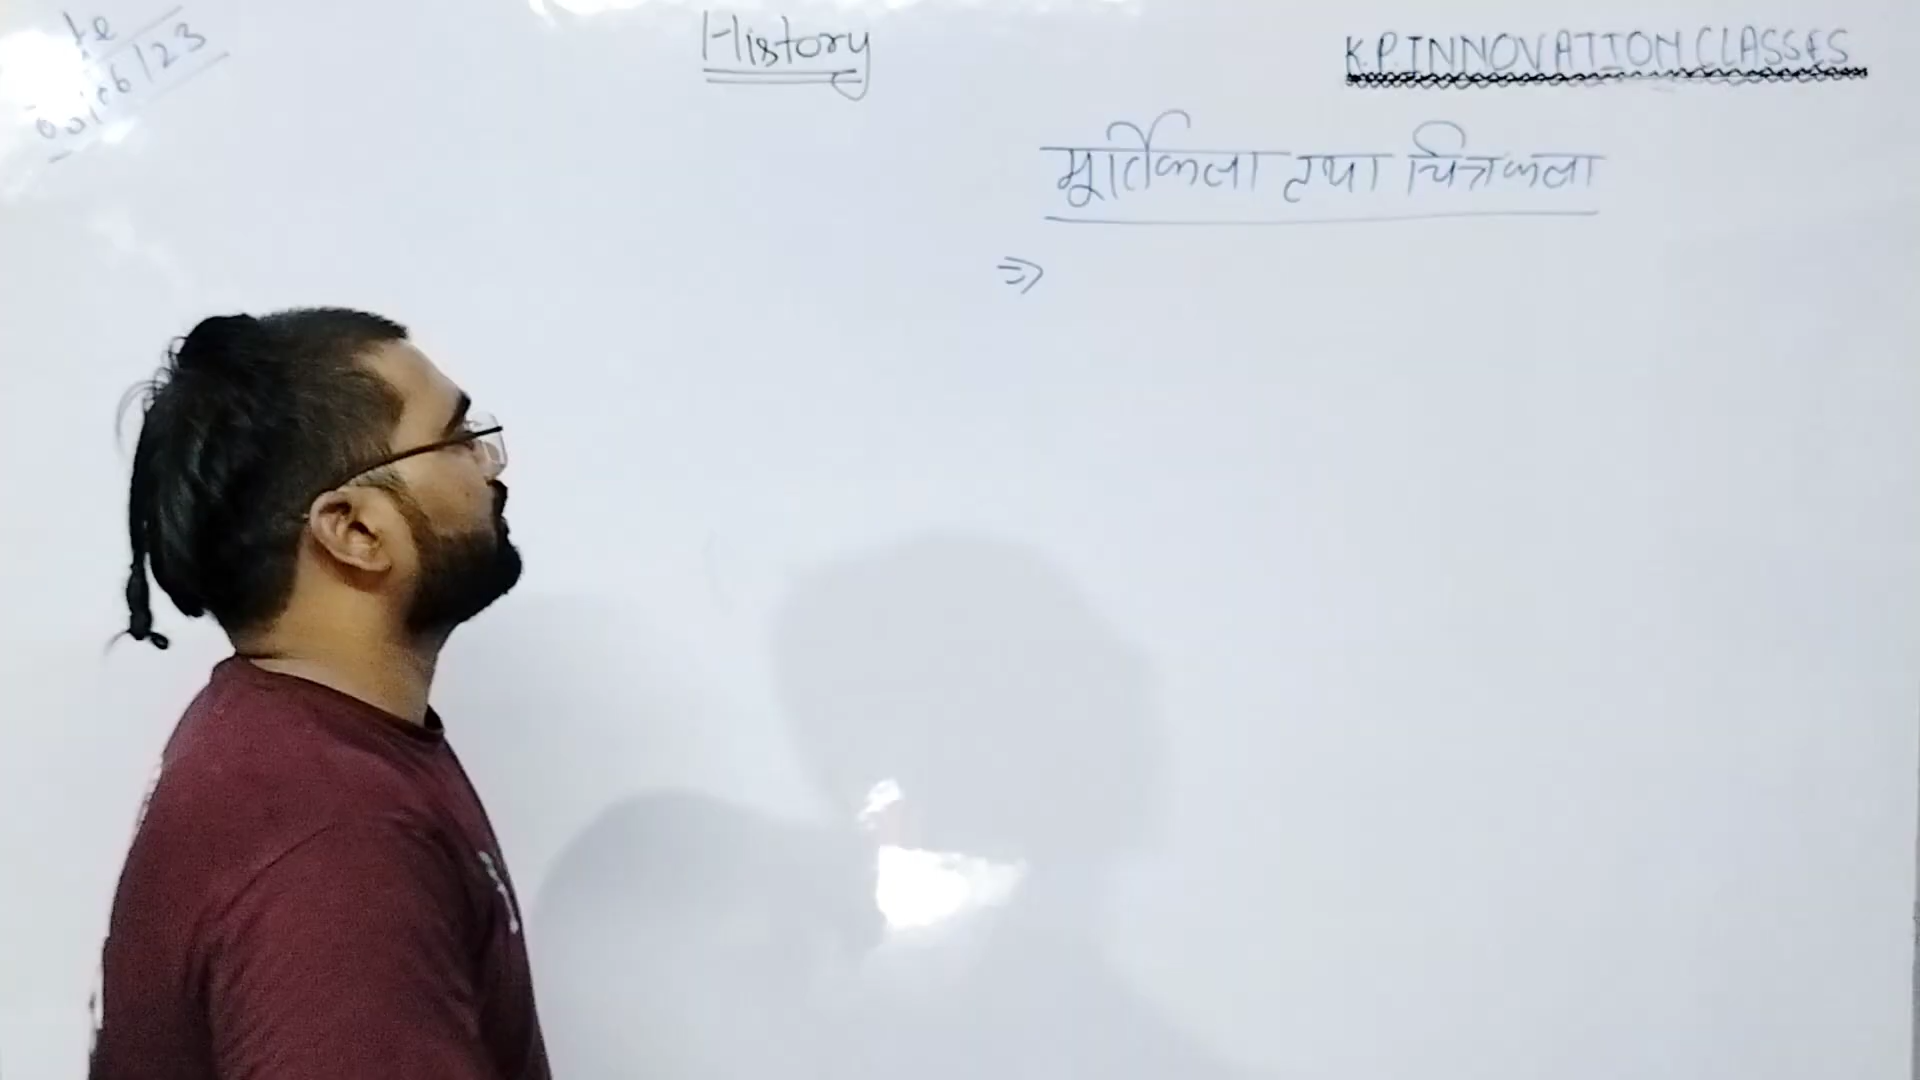 History
K.P. INNOVATION CLASSES
मूर्तिकला तथा चित्रकला
⇒